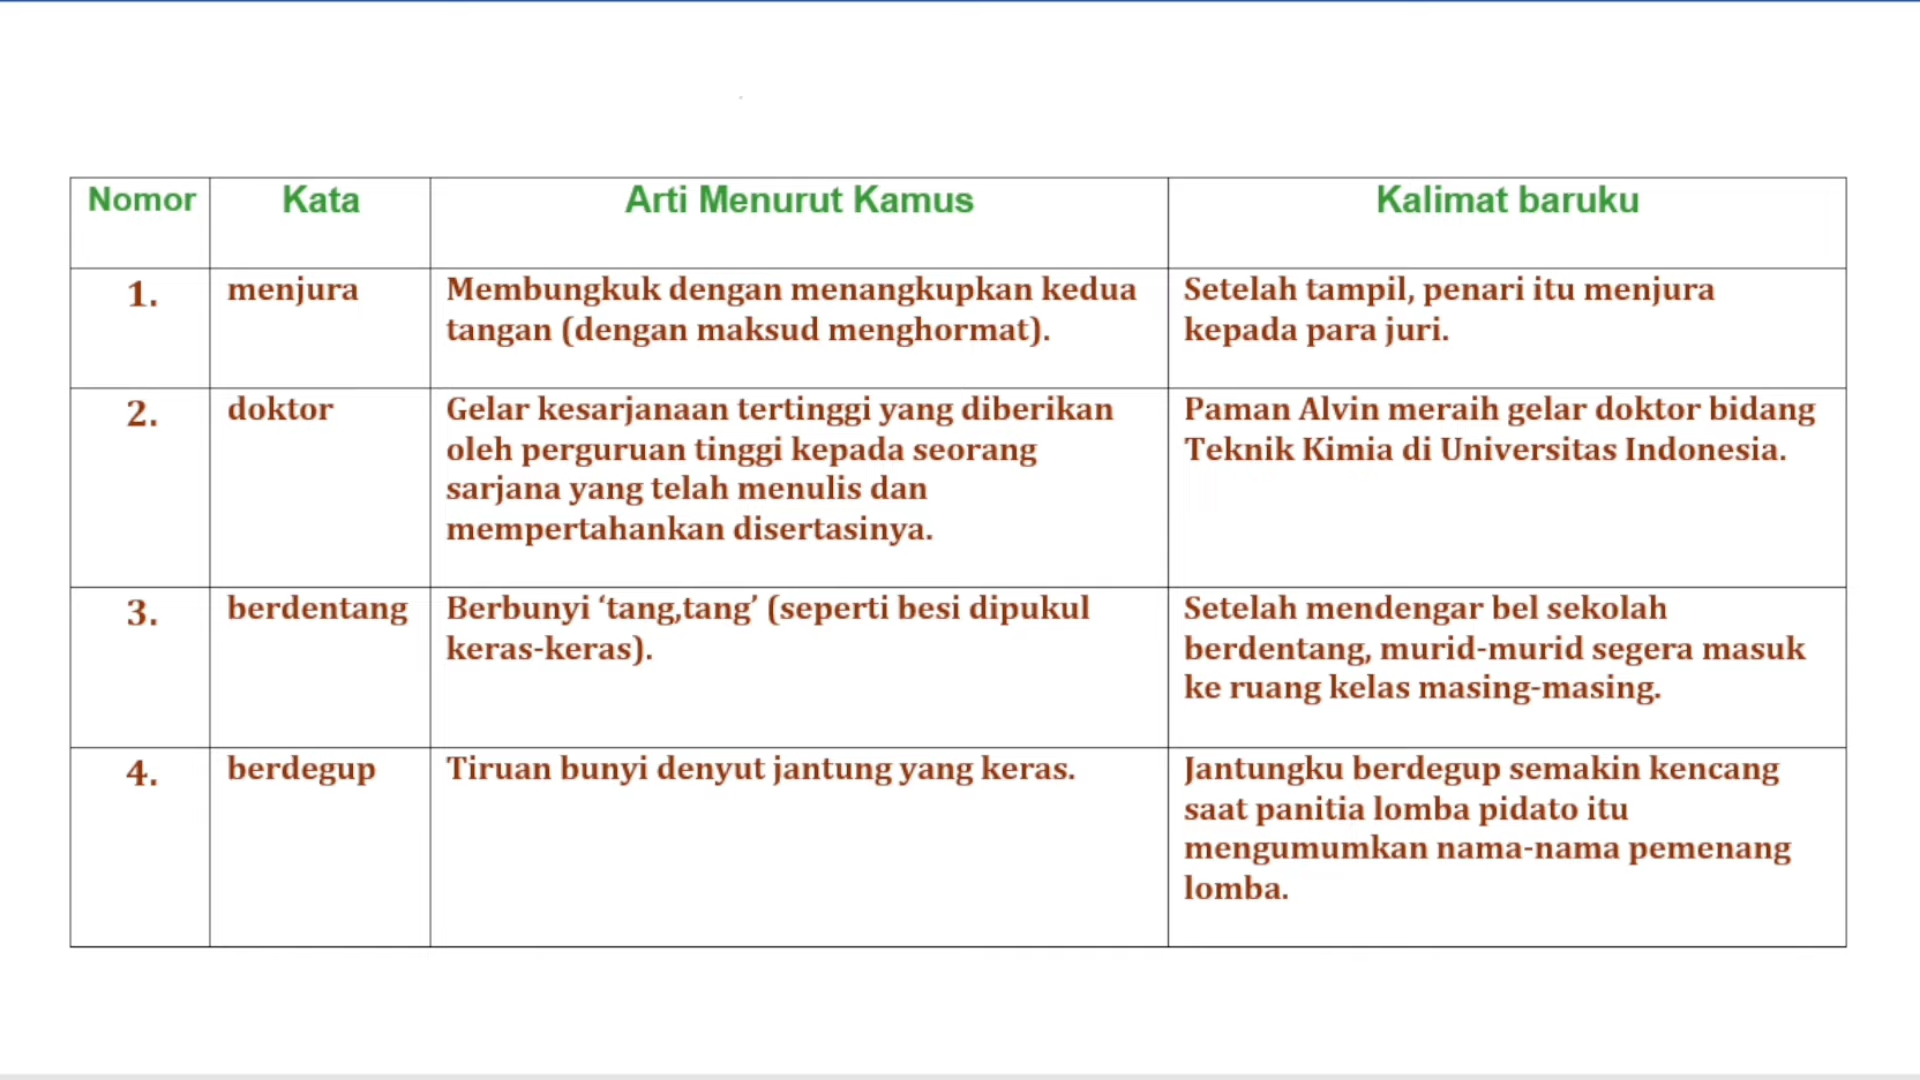 Nomor Kata Arti Menurut Kamus Kalimat baruku
1. menjura Membungkuk dengan menangkupkan kedua Setelah tampil, penari itu menjura
tangan (dengan maksud menghormat). kepada para juri.
2. doktor Gelar kesarjanaan tertinggi yang diberikan Paman Alvin meraih gelar doktor bidang
oleh perguruan tinggi kepada seorang Teknik Kimia di Universitas Indonesia.
sarjana yang telah menulis dan
mempertahankan disertasinya.
3. berdentang Berbunyi ‘tang,tang’ (seperti besi dipukul Setelah mendengar bel sekolah
keras-keras). berdentang, murid-murid segera masuk
ke ruang kelas masing-masing.
4. berdegup Tiruan bunyi denyut jantung yang keras. Jantungku berdegup semakin kencang
saat panitia lomba pidato itu
mengumumkan nama-nama pemenang
lomba.